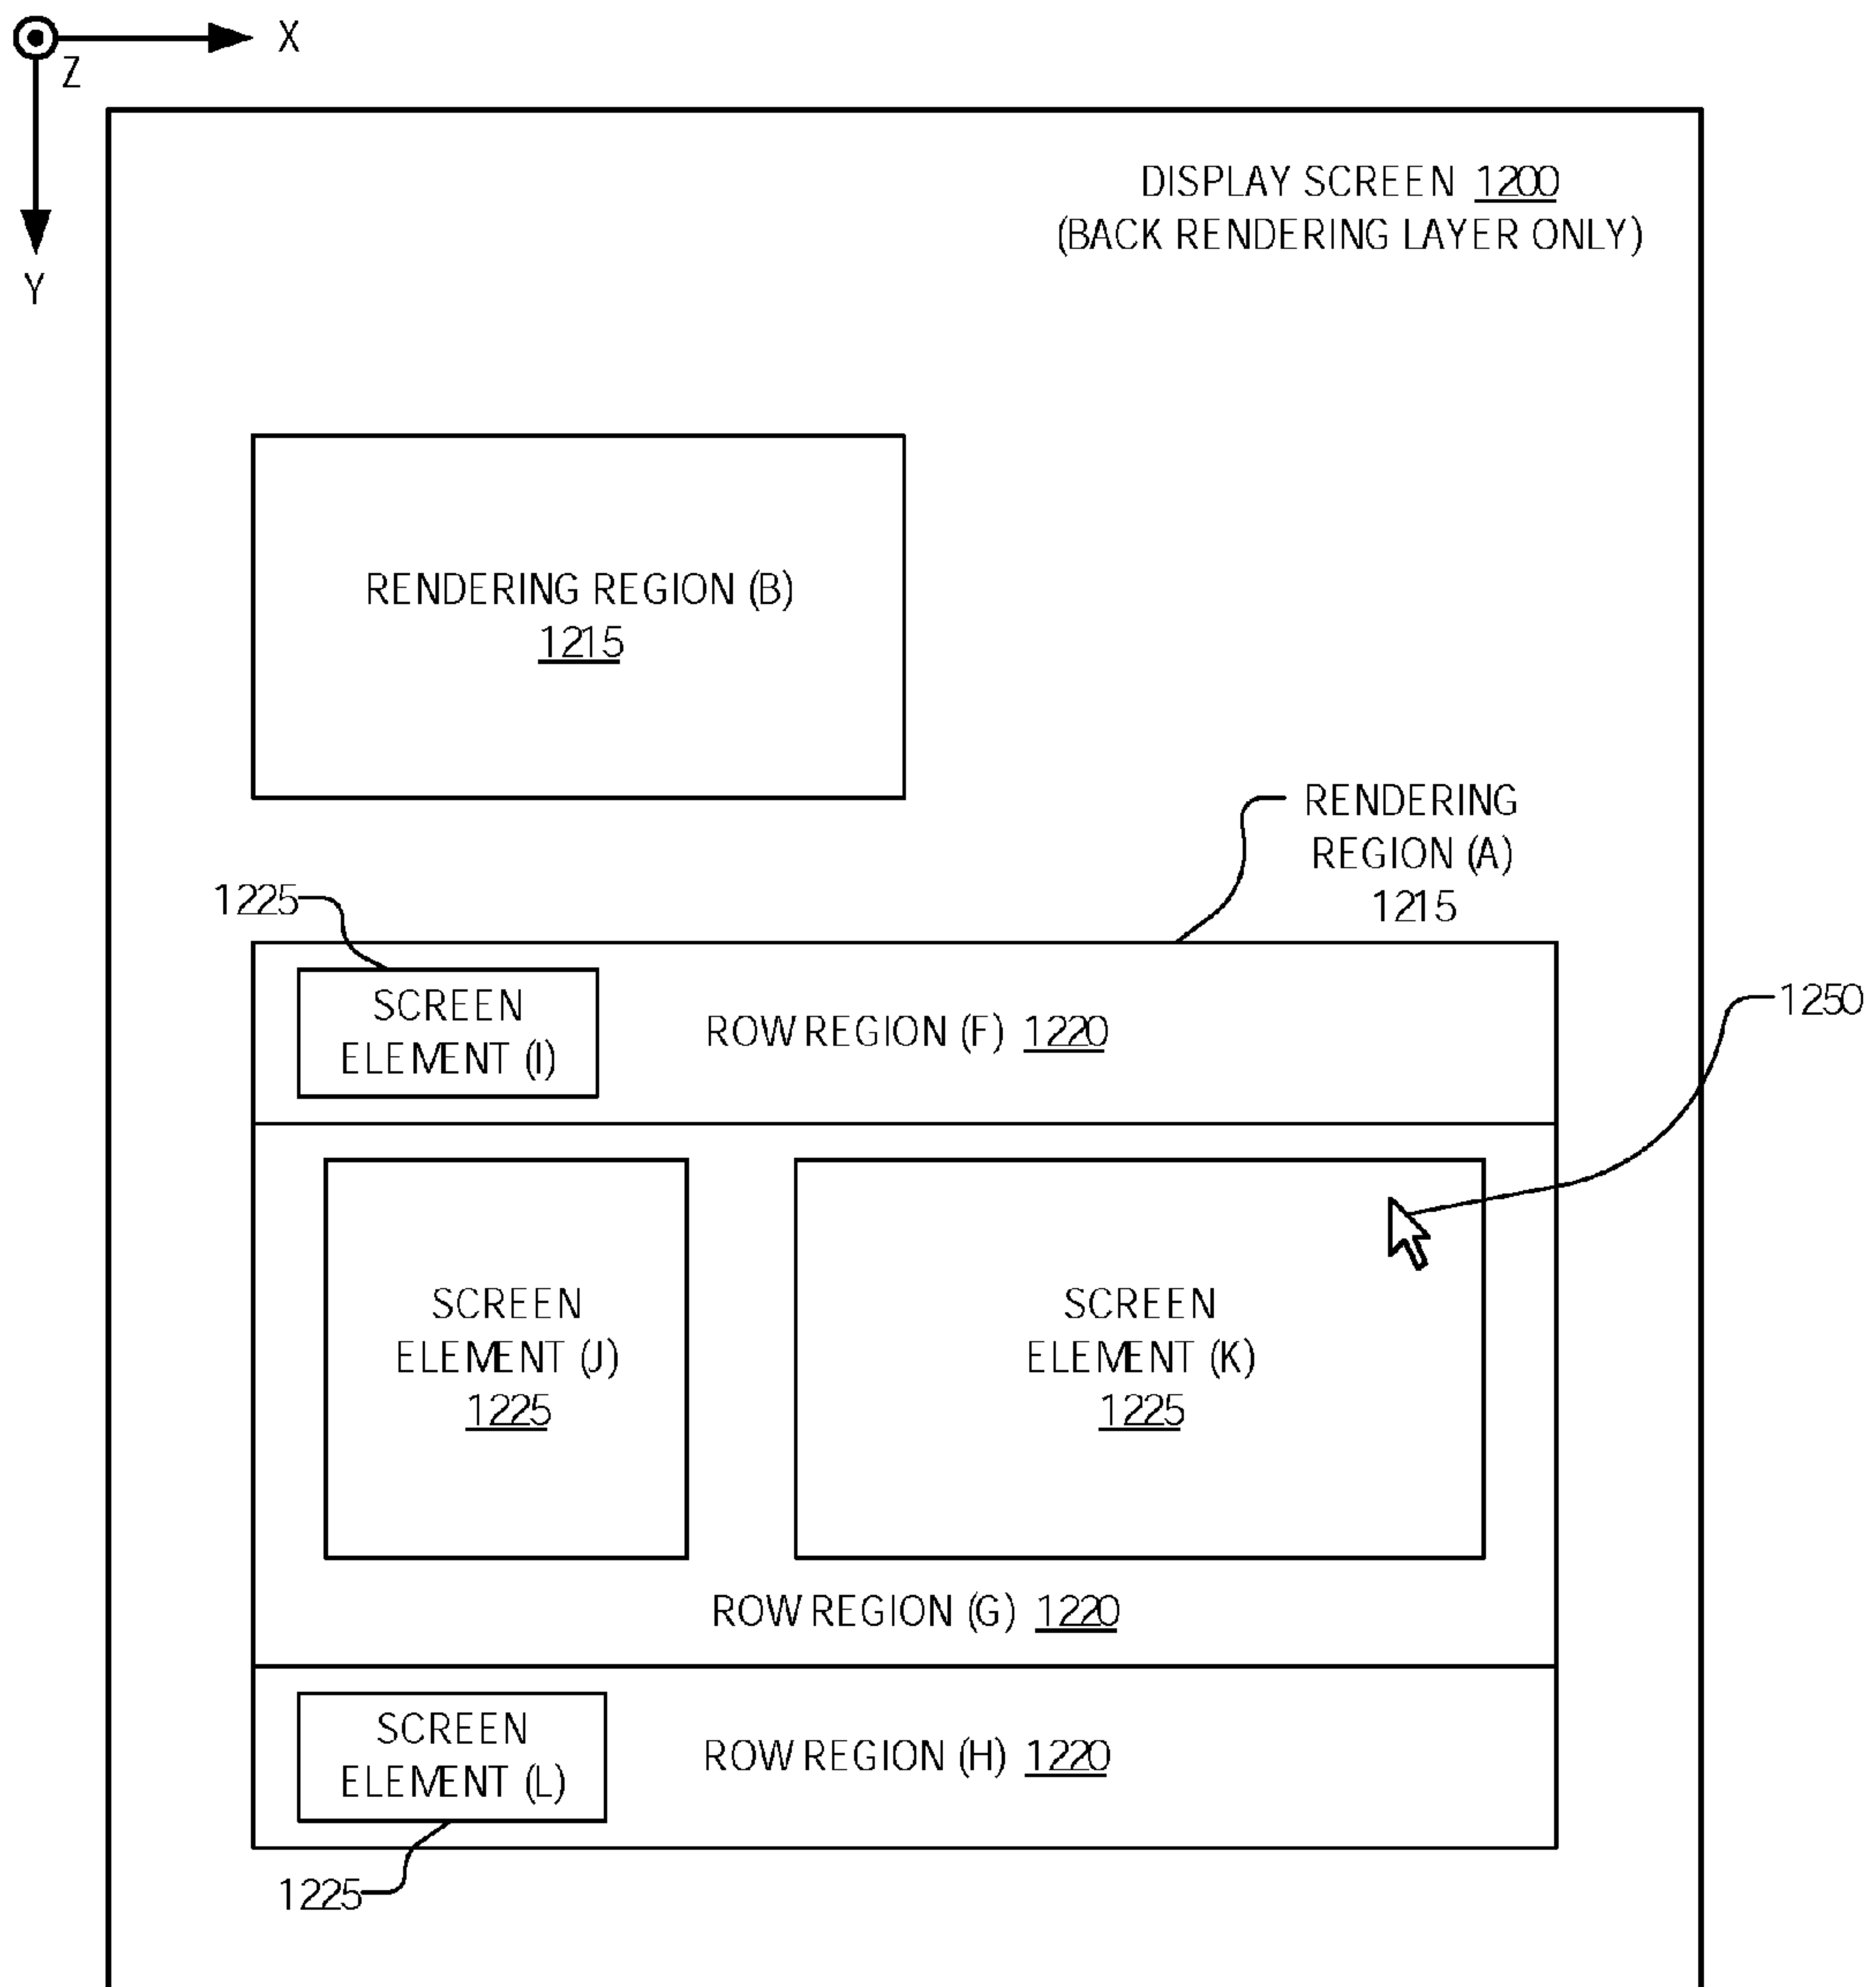 X
Z
Y
DISPLAY SCREEN 1200
(BACK RENDERING LAYER ONLY)
RENDERING REGION (B)
1215
RENDERING
REGION (A)
1215
1225
SCREEN
ELEMENT (I)
ROW REGION (F) 1220
1250
SCREEN
ELEMENT (J)
1225
SCREEN
ELEMENT (K)
1225
ROW REGION (G) 1220
SCREEN
ELEMENT (L)
ROW REGION (H) 1220
1225